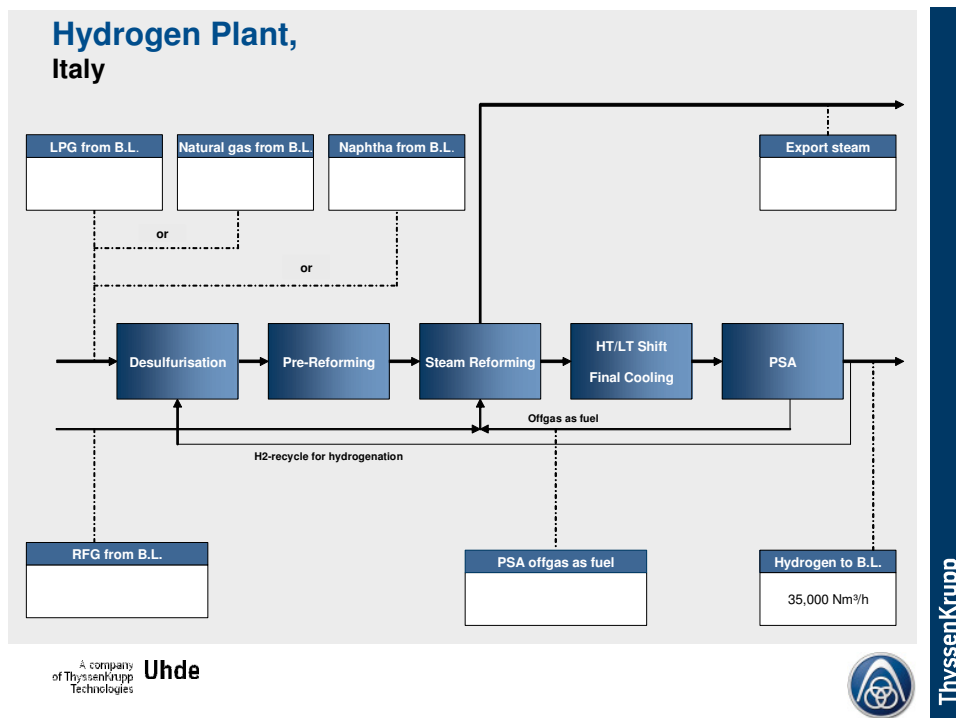 Hydrogen Plant,
Italy
LPG from B.L.
Natural gas from B.L.
Naphtha from B.L.
Export steam
or
or
Desulfurisation
Pre-Reforming
Steam Reforming
HT/LT Shift
Final Cooling
PSA
Offgas as fuel
H2-recycle for hydrogenation
RFG from B.L.
PSA offgas as fuel
Hydrogen to B.L.
35,000 Nm³/h
A company
of ThyssenKrupp
Technologies
Uhde
ThyssenKrupp